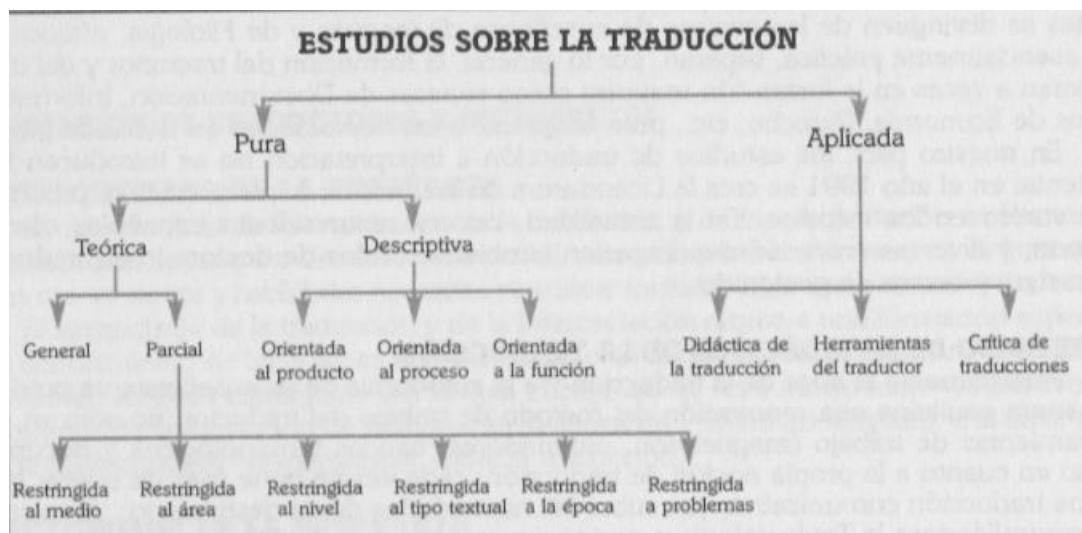 ESTUDIOS SOBRE LA TRADUCCIÓN
Pura
Aplicada
Teórica
Descriptiva
General
Parcial
Orientada
al producto
Orientada
al proceso
Orientada
a la función
Didáctica de
la traducción
Herramientas
del traductor
Crítica de
traducciones
Restringida
al medio
Restringida
al área
Restringida
al nivel
Restringida
al tipo textual
Restringida
a la época
Restringida
a problemas